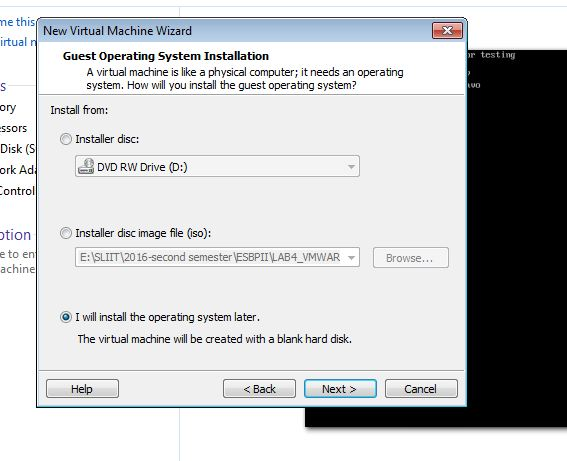 me this
virtual n
New Virtual Machine Wizard
Guest Operating System Installation
A virtual machine is like a physical computer; it needs an operating
system. How will you install the guest operating system?
or testing
Install from:
Installer disc:
DVD RW Drive (D:)
Installer disc image file (iso):
E:\SLIIT\2016-second semester\ESBPII\LAB4_VMWAR
Browse...
I will install the operating system later.
The virtual machine will be created with a blank hard disk.
Help
< Back
Next >
Cancel
s
ory
essors
Disk (S
ork Ada
Control
ption
e to en
machine